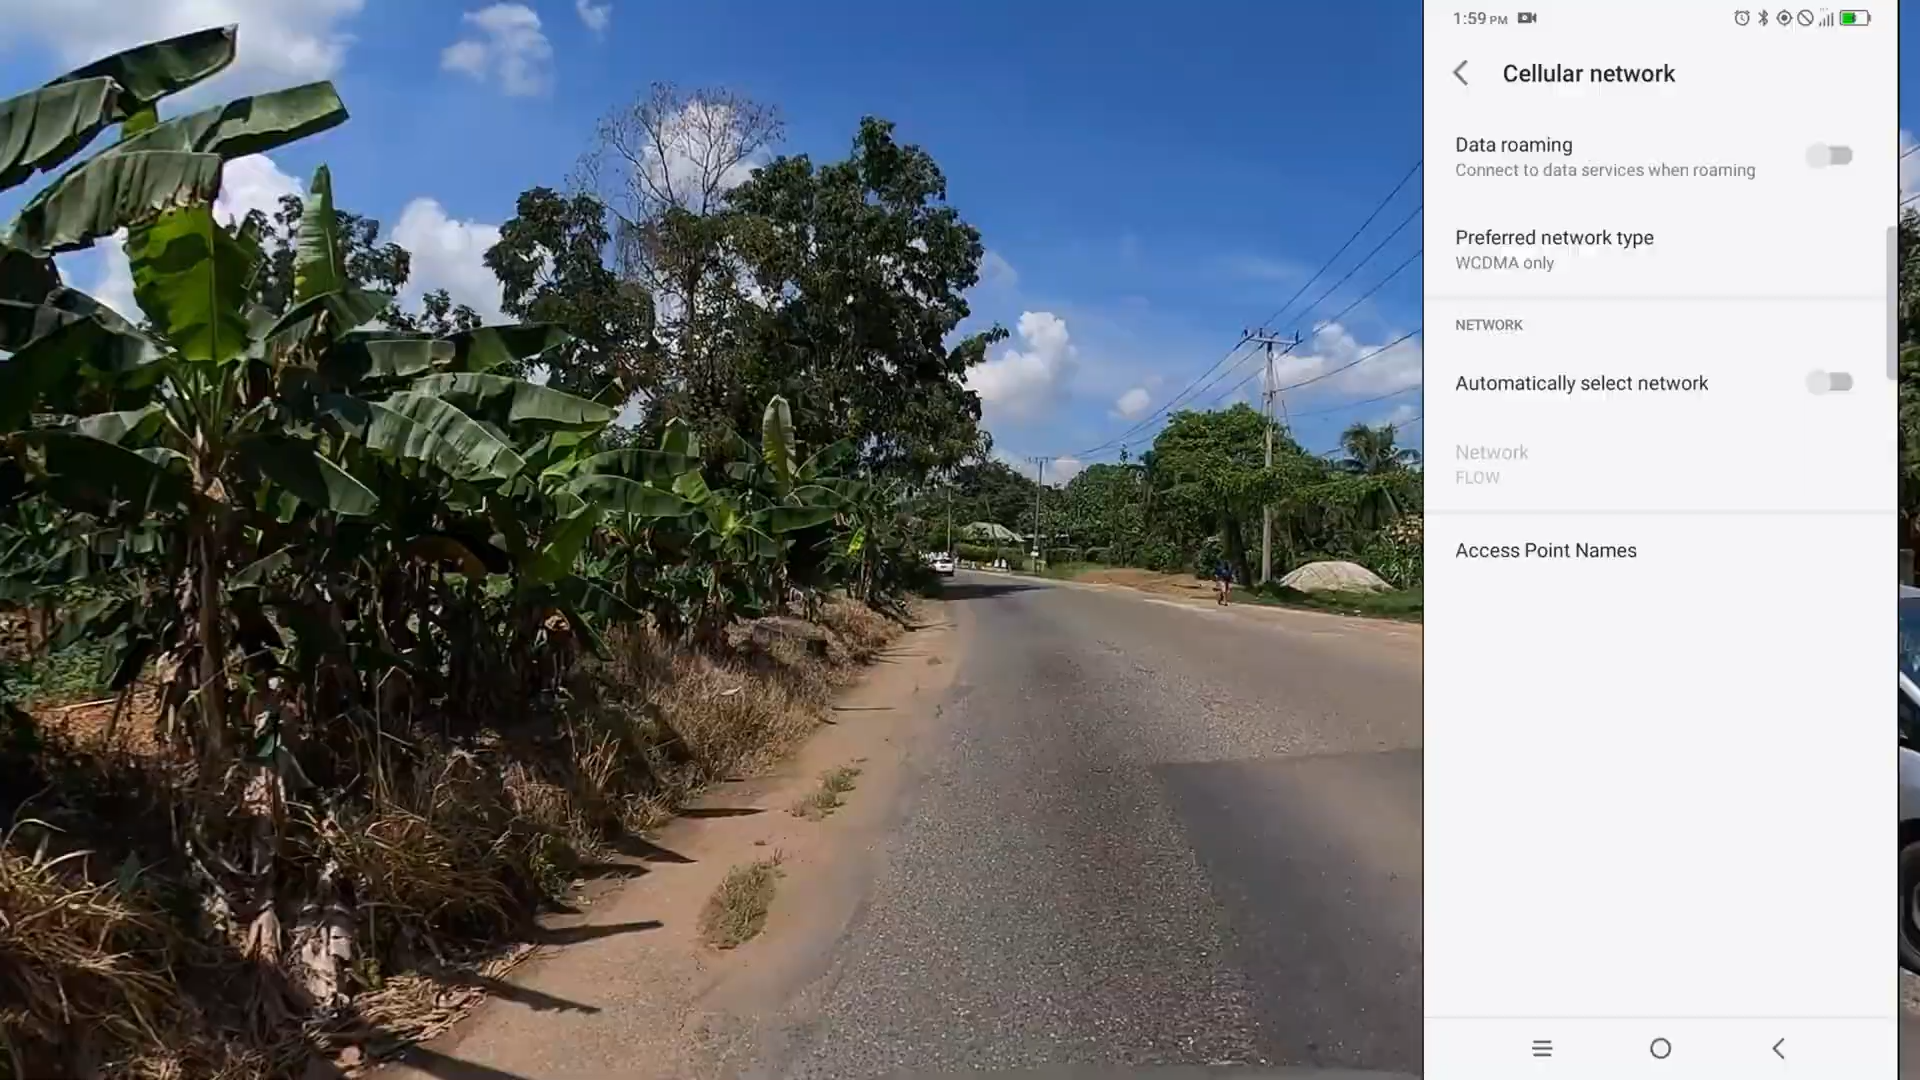 1:59 PM
Cellular network
Data roaming
Connect to data services when roaming
Preferred network type
WCDMA only
NETWORK
Automatically select network
Network
FLOW
Access Point Names